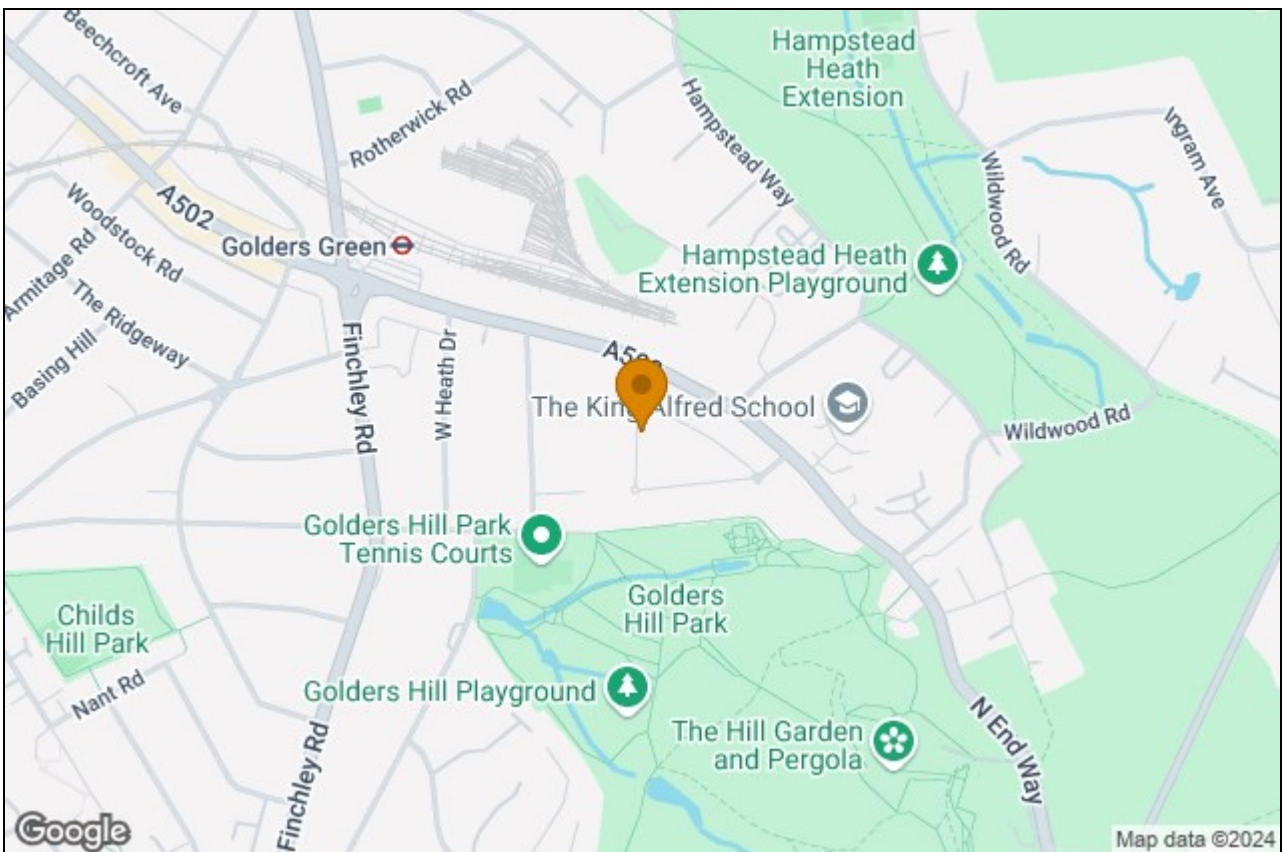 Beechcroft Ave
Rotherwick Rd
Hampstead
Heath
Extension
Hampstead Way
Ingram Ave
Wildwood Rd
A502
Woodstock Rd
Armitage Rd
The Ridgeway
Basing Hill
Golders Green
Hampstead Heath
Extension Playground
Finchley Rd
W Heath Dr
The King Alfred School
Wildwood Rd
Golders Hill Park
Tennis Courts
Golders
Hill Park
Childs
Hill Park
Nant Rd
Golders Hill Playground
The Hill Garden
and Pergola
N End Way
Finchley Rd
Google
Map data ©2024